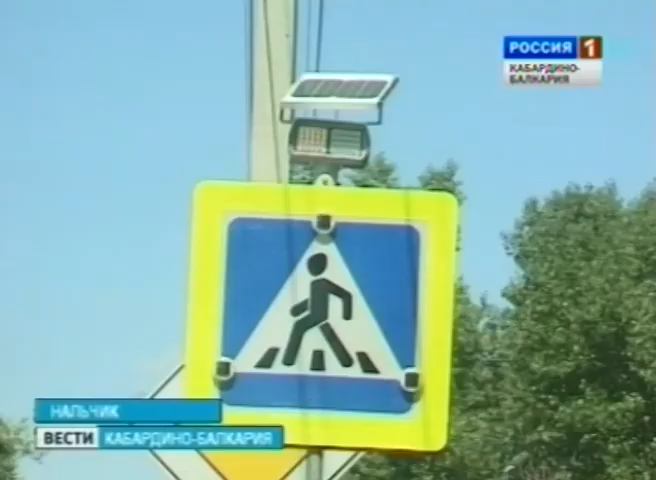 РОССИЯ 1
КАБАРДИНО-
БАЛКАРИЯ
НАЛЬЧИК
ВЕСТИ КАБАРДИНО-БАЛКАРИЯ